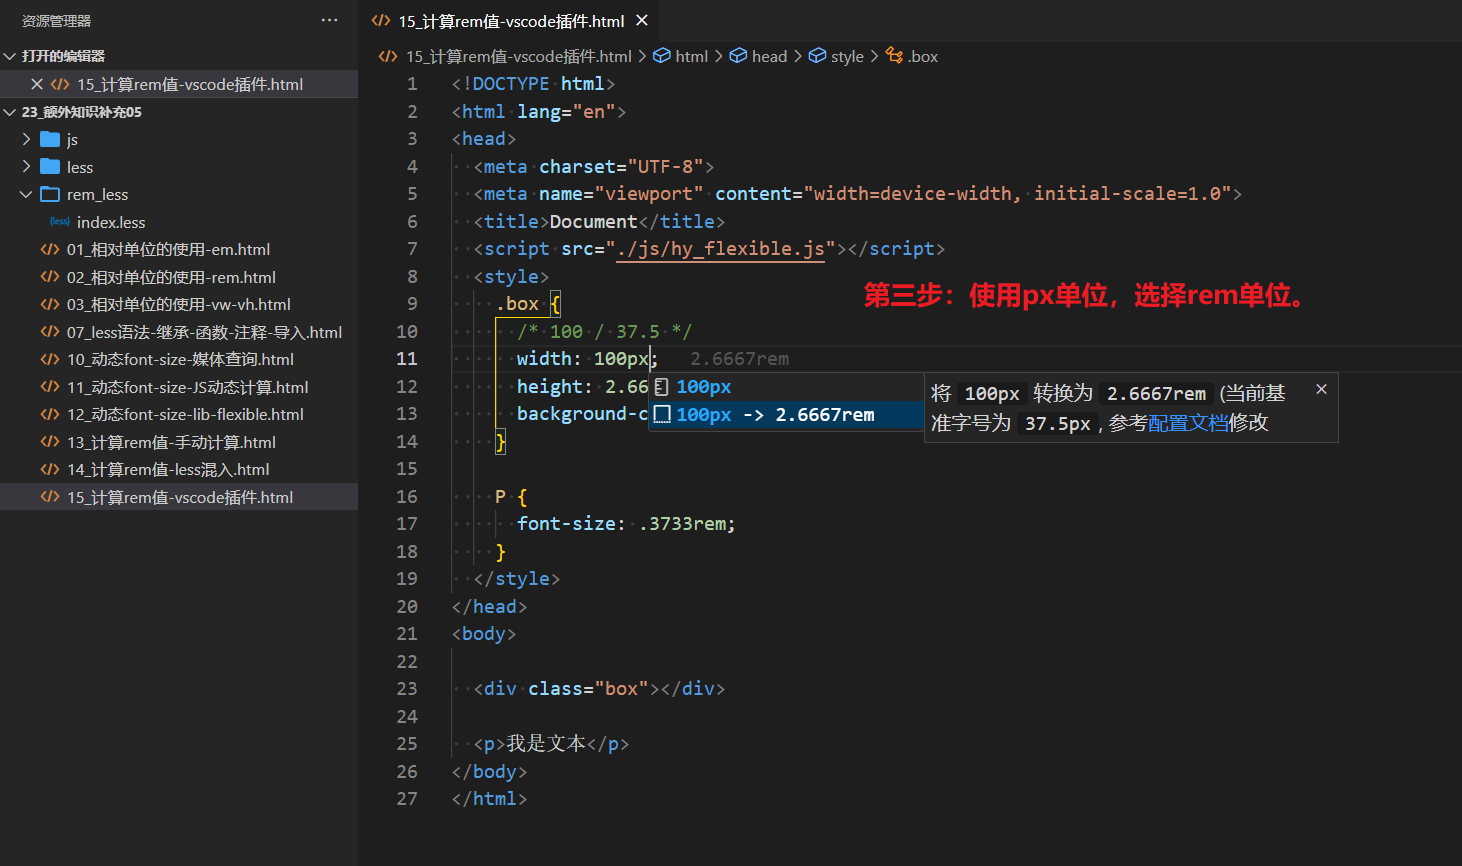 资源管理器
打开的编辑器
15_计算rem值-vscode插件.html
23_额外知识补充05
js
less
rem_less
index.less
01_相对单位的使用-em.html
02_相对单位的使用-rem.html
03_相对单位的使用-vw-vh.html
07_less语法-继承-函数-注释-导入.html
10_动态font-size-媒体查询.html
11_动态font-size-JS动态计算.html
12_动态font-size-lib-flexible.html
13_计算rem值-手动计算.html
14_计算rem值-less混入.html
15_计算rem值-vscode插件.html
15_计算rem值-vscode插件.html
15_计算rem值-vscode插件.html > html > head > style > .box
1 <!DOCTYPE html>
2 <html lang="en">
3 <head>
4 <meta charset="UTF-8">
5 <meta name="viewport" content="width=device-width, initial-scale=1.0">
6 <title>Document</title>
7 <script src="./js/hy_flexible.js"></script>
8 <style>
9 .box {
第三步：使用px单位，选择rem单位。
10 /* 100 / 37.5 */
11 width: 100px; 2.6667rem
12 height: 2.66
13 background-c
100px
100px -> 2.6667rem
将 100px 转换为 2.6667rem (当前基
准字号为 37.5px , 参考配置文档修改
14 }
15
16 P {
17 font-size: .3733rem;
18 }
19 </style>
20 </head>
21 <body>
22
23 <div class="box"></div>
24
25 <p>我是文本</p>
26 </body>
27 </html>